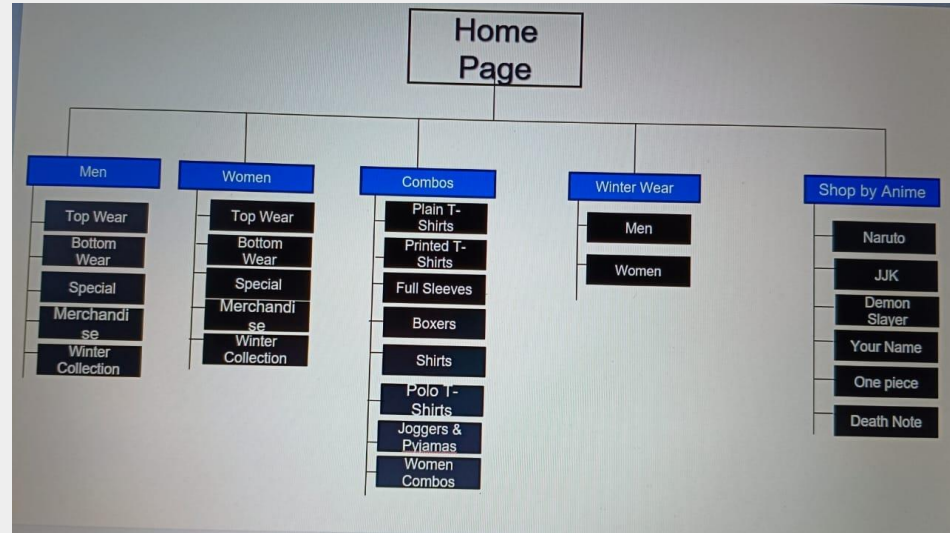 Home
Page
Men
Top Wear
Bottom
Wear
Special
Merchandi
se
Winter
Collection
Women
Top Wear
Bottom
Wear
Special
Merchandi
se
Winter
Collection
Combos
Plain T-
Shirts
Printed T-
Shirts
Full Sleeves
Boxers
Shirts
Polo T-
Shirts
Joggers &
Pyjamas
Women
Combos
Winter Wear
Men
Women
Shop by Anime
Naruto
JJK
Demon
Slayer
Your Name
One piece
Death Note